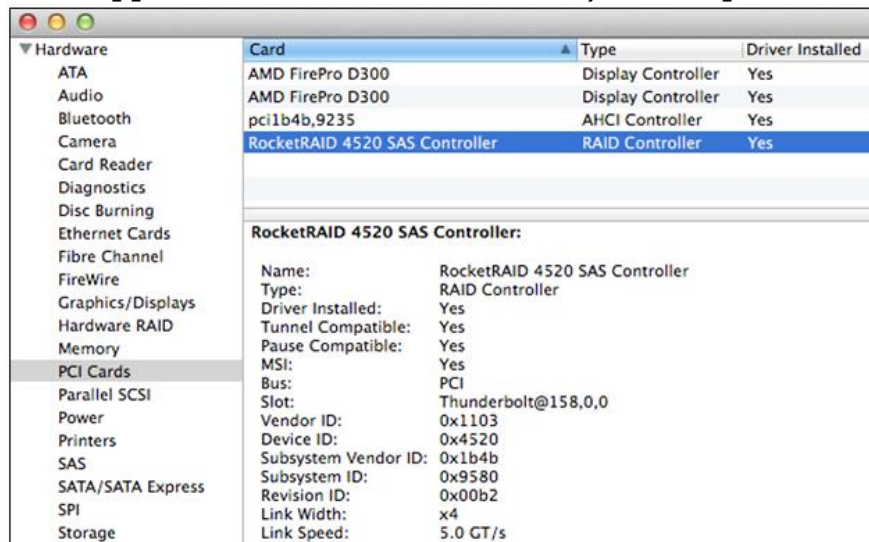 Hardware
ATA
Audio
Bluetooth
Camera
Card Reader
Diagnostics
Disc Burning
Ethernet Cards
Fibre Channel
FireWire
Graphics/Displays
Hardware RAID
Memory
PCI Cards
Parallel SCSI
Power
Printers
SAS
SATA/SATA Express
SPI
Storage
Card Type Driver Installed
AMD FirePro D300 Display Controller Yes
AMD FirePro D300 Display Controller Yes
pci1b4b,9235 AHCI Controller Yes
RocketRAID 4520 SAS Controller RAID Controller Yes
RocketRAID 4520 SAS Controller:
Name: RocketRAID 4520 SAS Controller
Type: RAID Controller
Driver Installed: Yes
Tunnel Compatible: Yes
Pause Compatible: Yes
MSI: Yes
Bus: PCI
Slot: Thunderbolt@158,0,0
Vendor ID: 0x1103
Device ID: 0x4520
Subsystem Vendor ID: 0x1b4b
Subsystem ID: 0x9580
Revision ID: 0x00b2
Link Width: x4
Link Speed: 5.0 GT/s